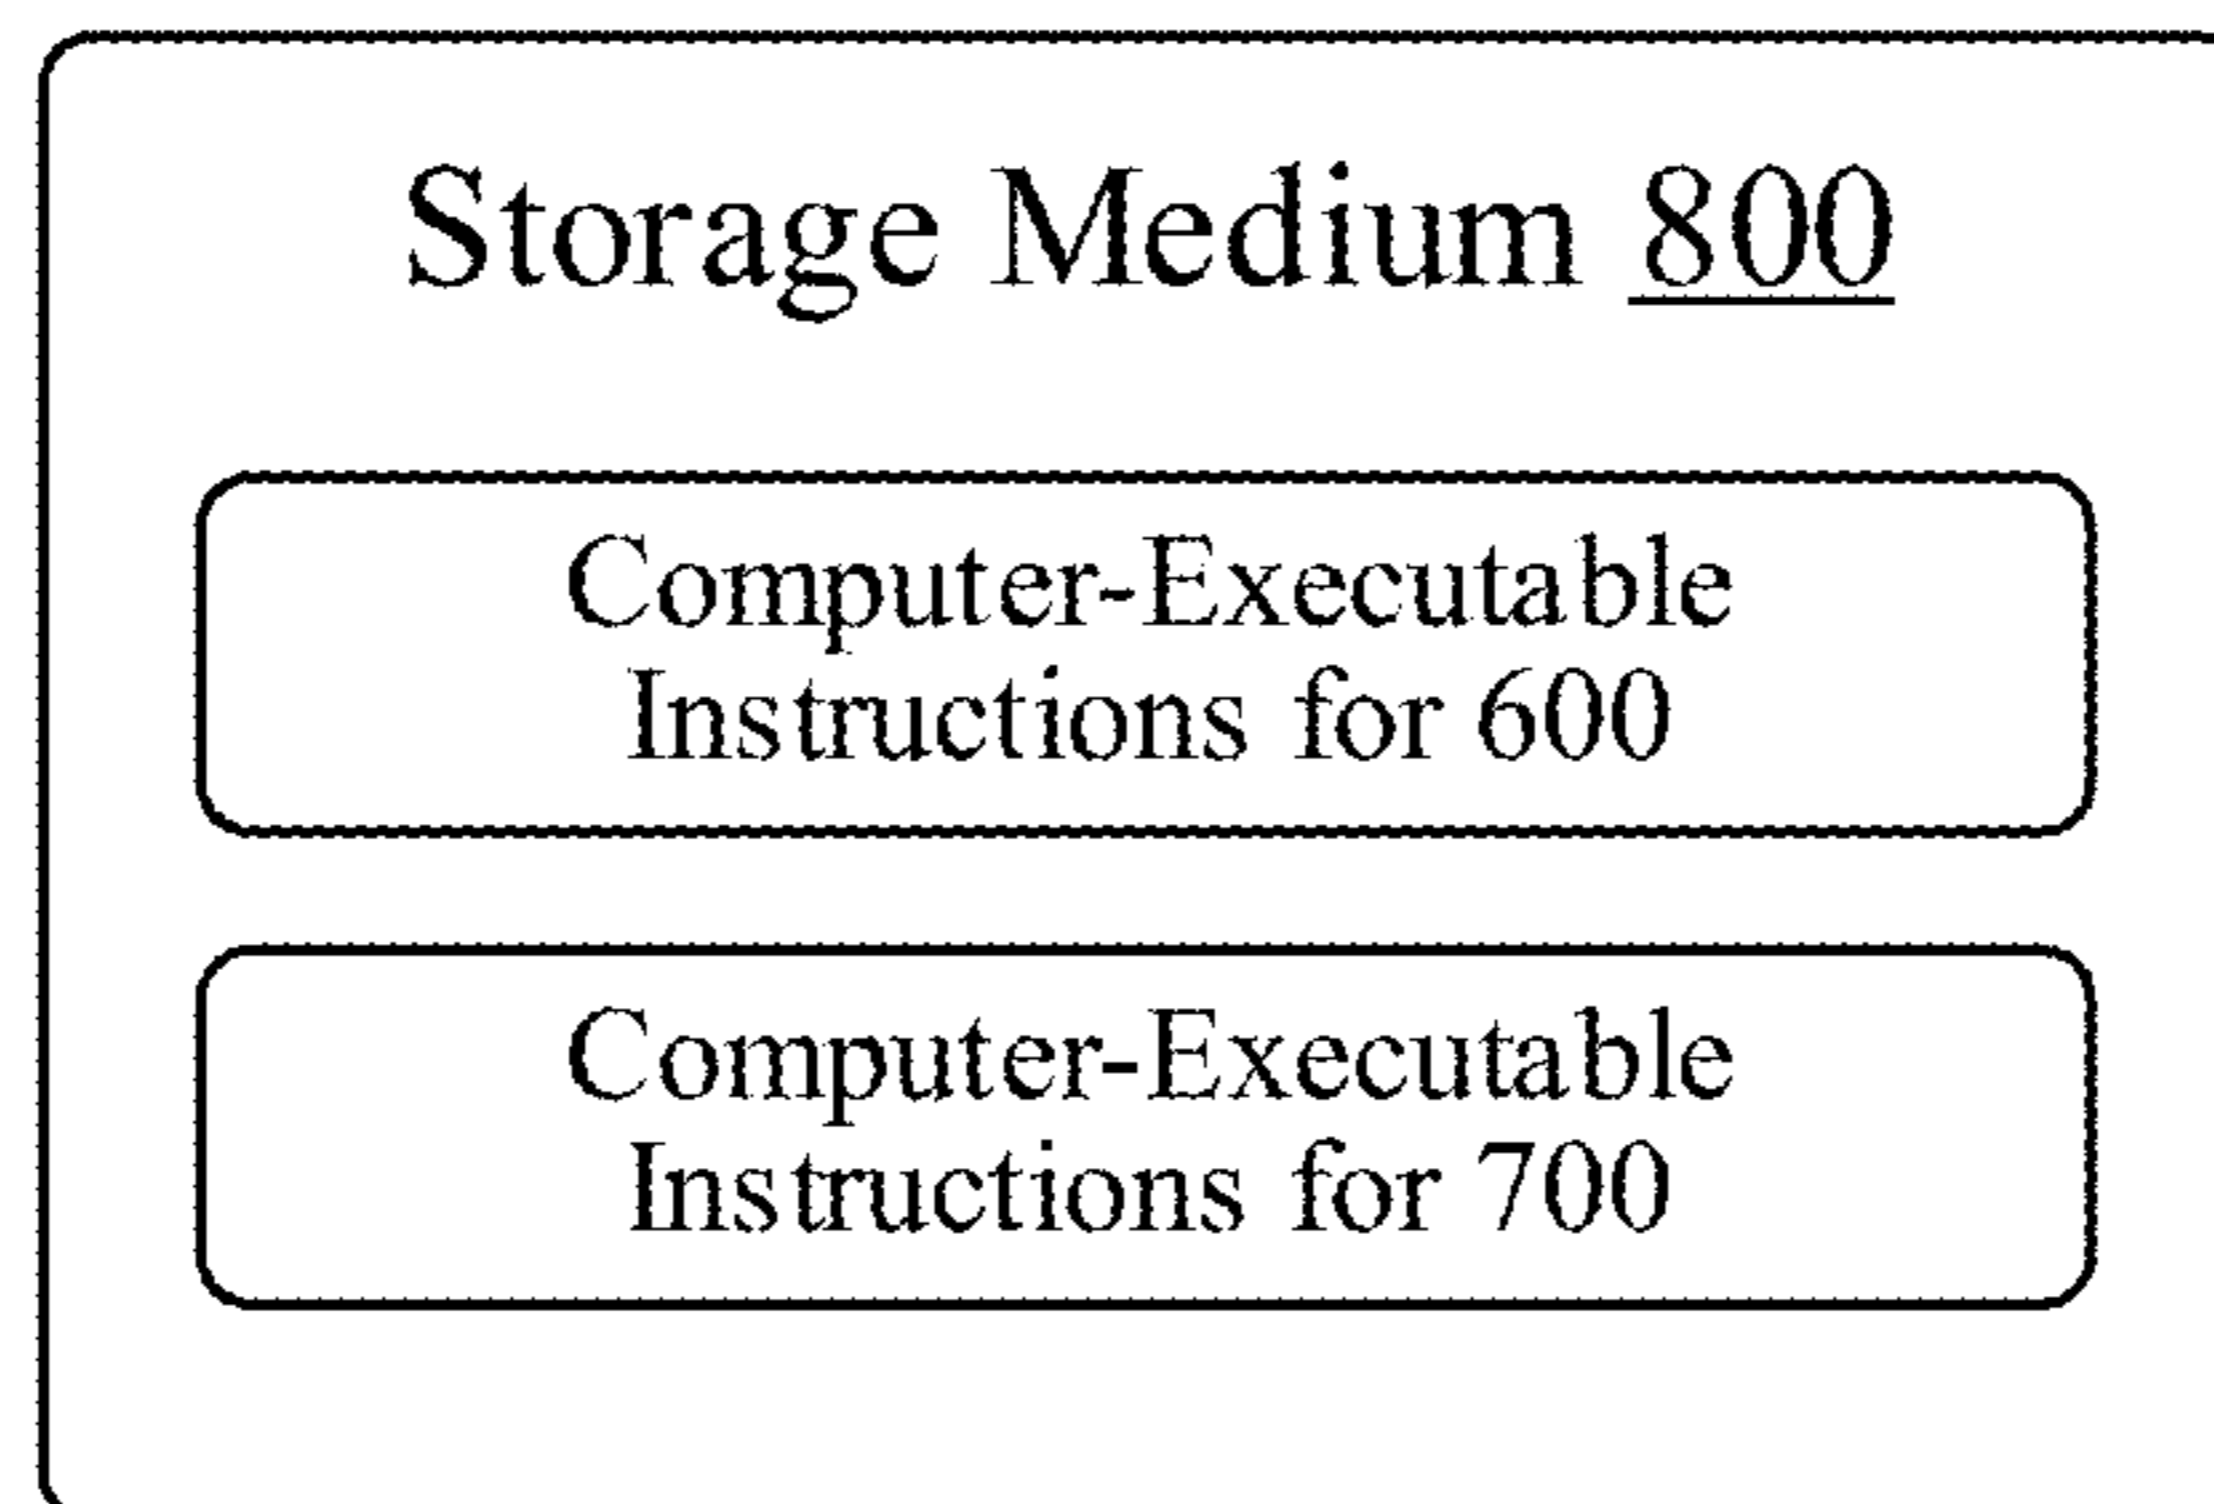 Storage Medium 800
Computer-Executable
Instructions for 600
Computer-Executable
Instructions for 700